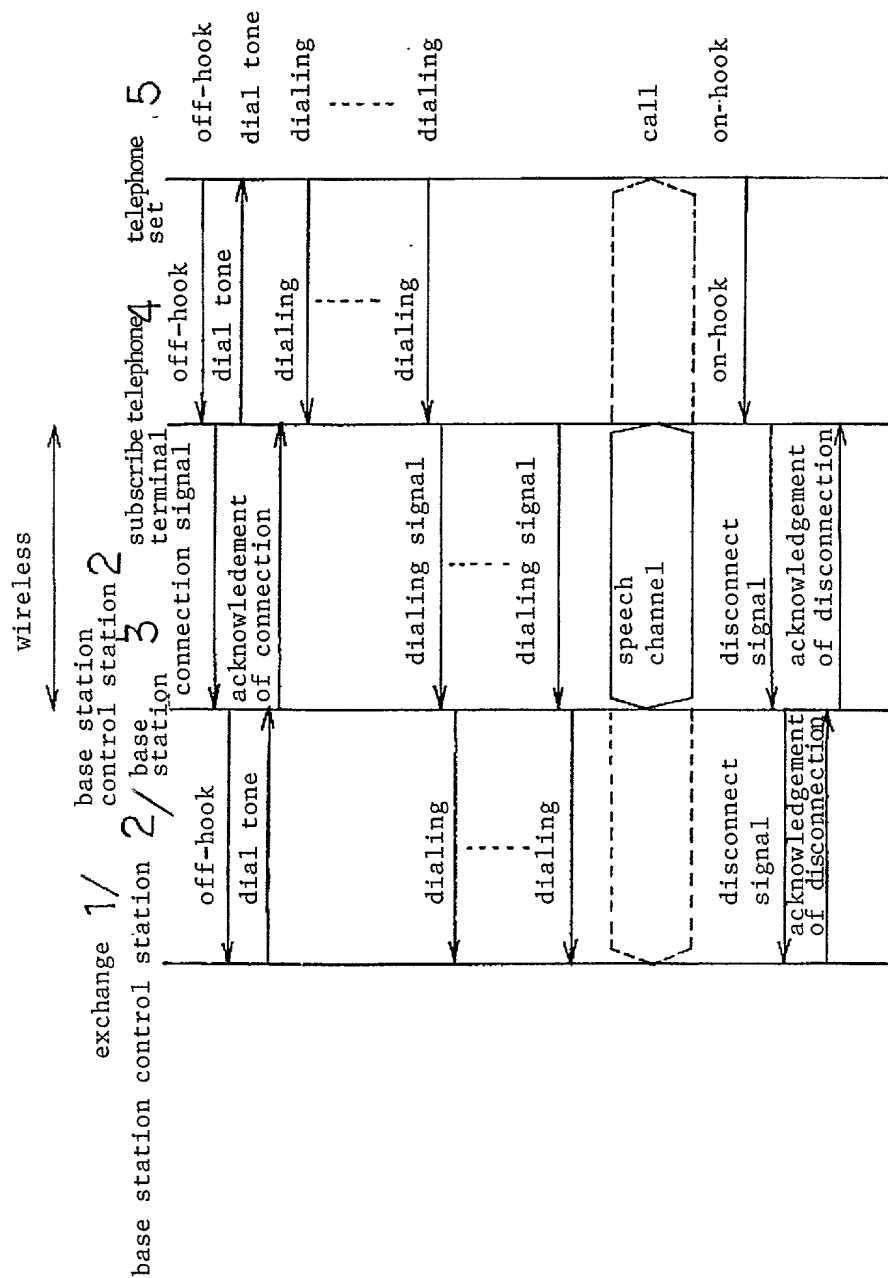 wireless
exchange 1/
base station control station 2/
base station
control station 2
base
station 3
subscribe
terminal
telephone 4
telephone
set 5
off-hook
off-hook
connection signal
off-hook
dial tone
dial tone
dial tone
acknowledement
of connection
dialing
dialing
dialing
dialing
dialing signal
dialing
dialing signal
dialing
speech
channel
call
on-hook
on-hook
disconnect
signal
disconnect
signal
acknowledgement
of disconnection
acknowledgement
of disconnection